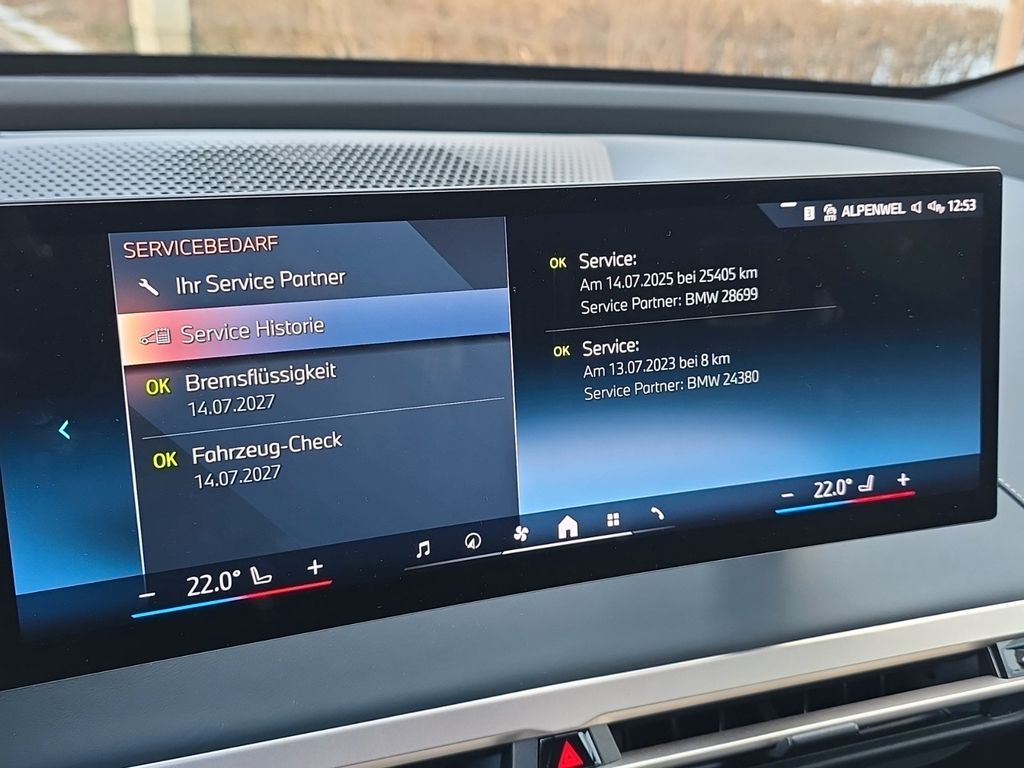 ALPENWEL 12:53
SERVICEBEDARF
Ihr Service Partner
Service Historie
OK Bremsflüssigkeit
14.07.2027
OK Fahrzeug-Check
14.07.2027
OK Service:
Am 14.07.2025 bei 25405 km
Service Partner: BMW 28699
OK Service:
Am 13.07.2023 bei 8 km
Service Partner: BMW 24380
− 22.0° +
− 22.0° +